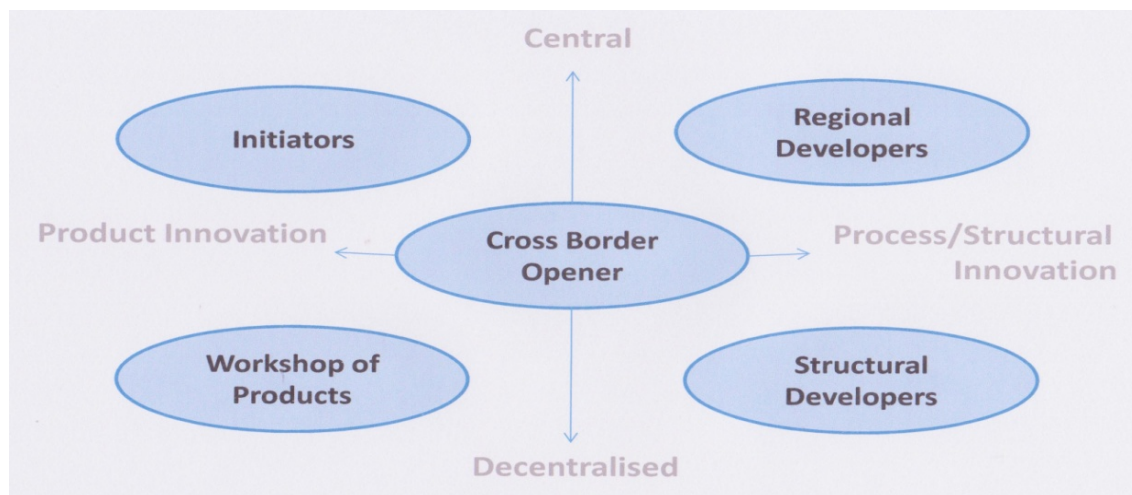 Central
Initiators
Regional
Developers
Product Innovation
Cross Border
Opener
Process/Structural
Innovation
Workshop of
Products
Structural
Developers
Decentralised